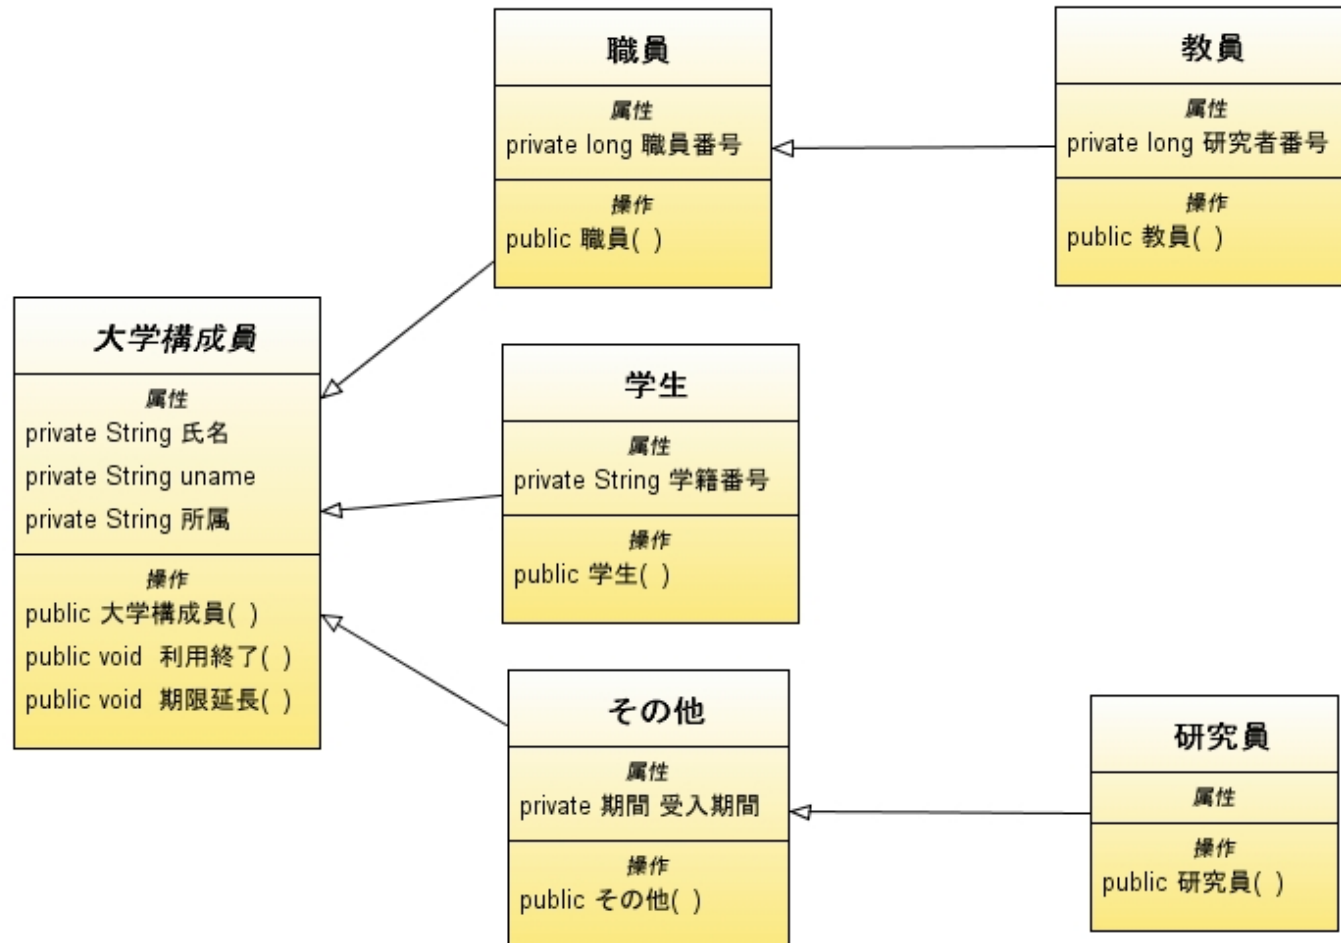 大学構成員
属性
private String 氏名
private String uname
private String 所属
操作
public 大学構成員( )
public void 利用終了( )
public void 期限延長( )
職員
属性
private long 職員番号
操作
public 職員( )
教員
属性
private long 研究者番号
操作
public 教員( )
学生
属性
private String 学籍番号
操作
public 学生( )
その他
属性
private 期間 受入期間
操作
public その他( )
研究員
属性
操作
public 研究員( )